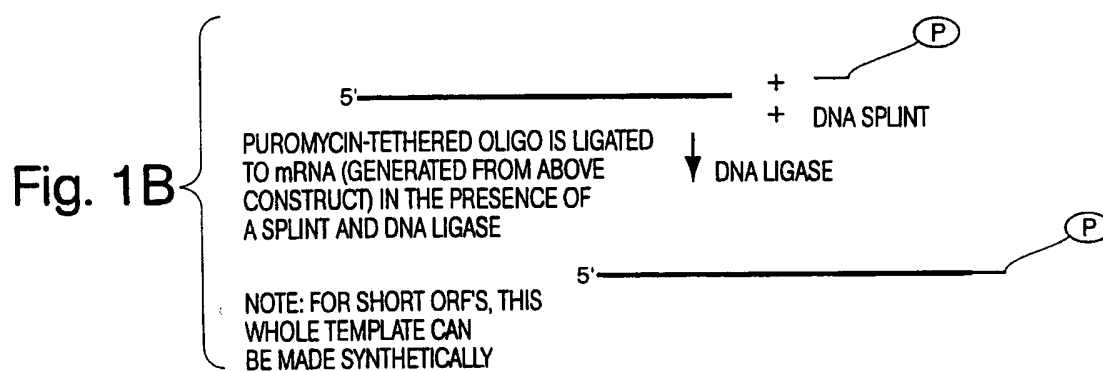 Fig. 1B
P
5'
+
+ DNA SPLINT
PUROMYCIN-TETHERED OLIGO IS LIGATED
TO mRNA (GENERATED FROM ABOVE
CONSTRUCT) IN THE PRESENCE OF
A SPLINT AND DNA LIGASE
DNA LIGASE
P
5'
NOTE: FOR SHORT ORF'S, THIS
WHOLE TEMPLATE CAN
BE MADE SYNTHETICALLY